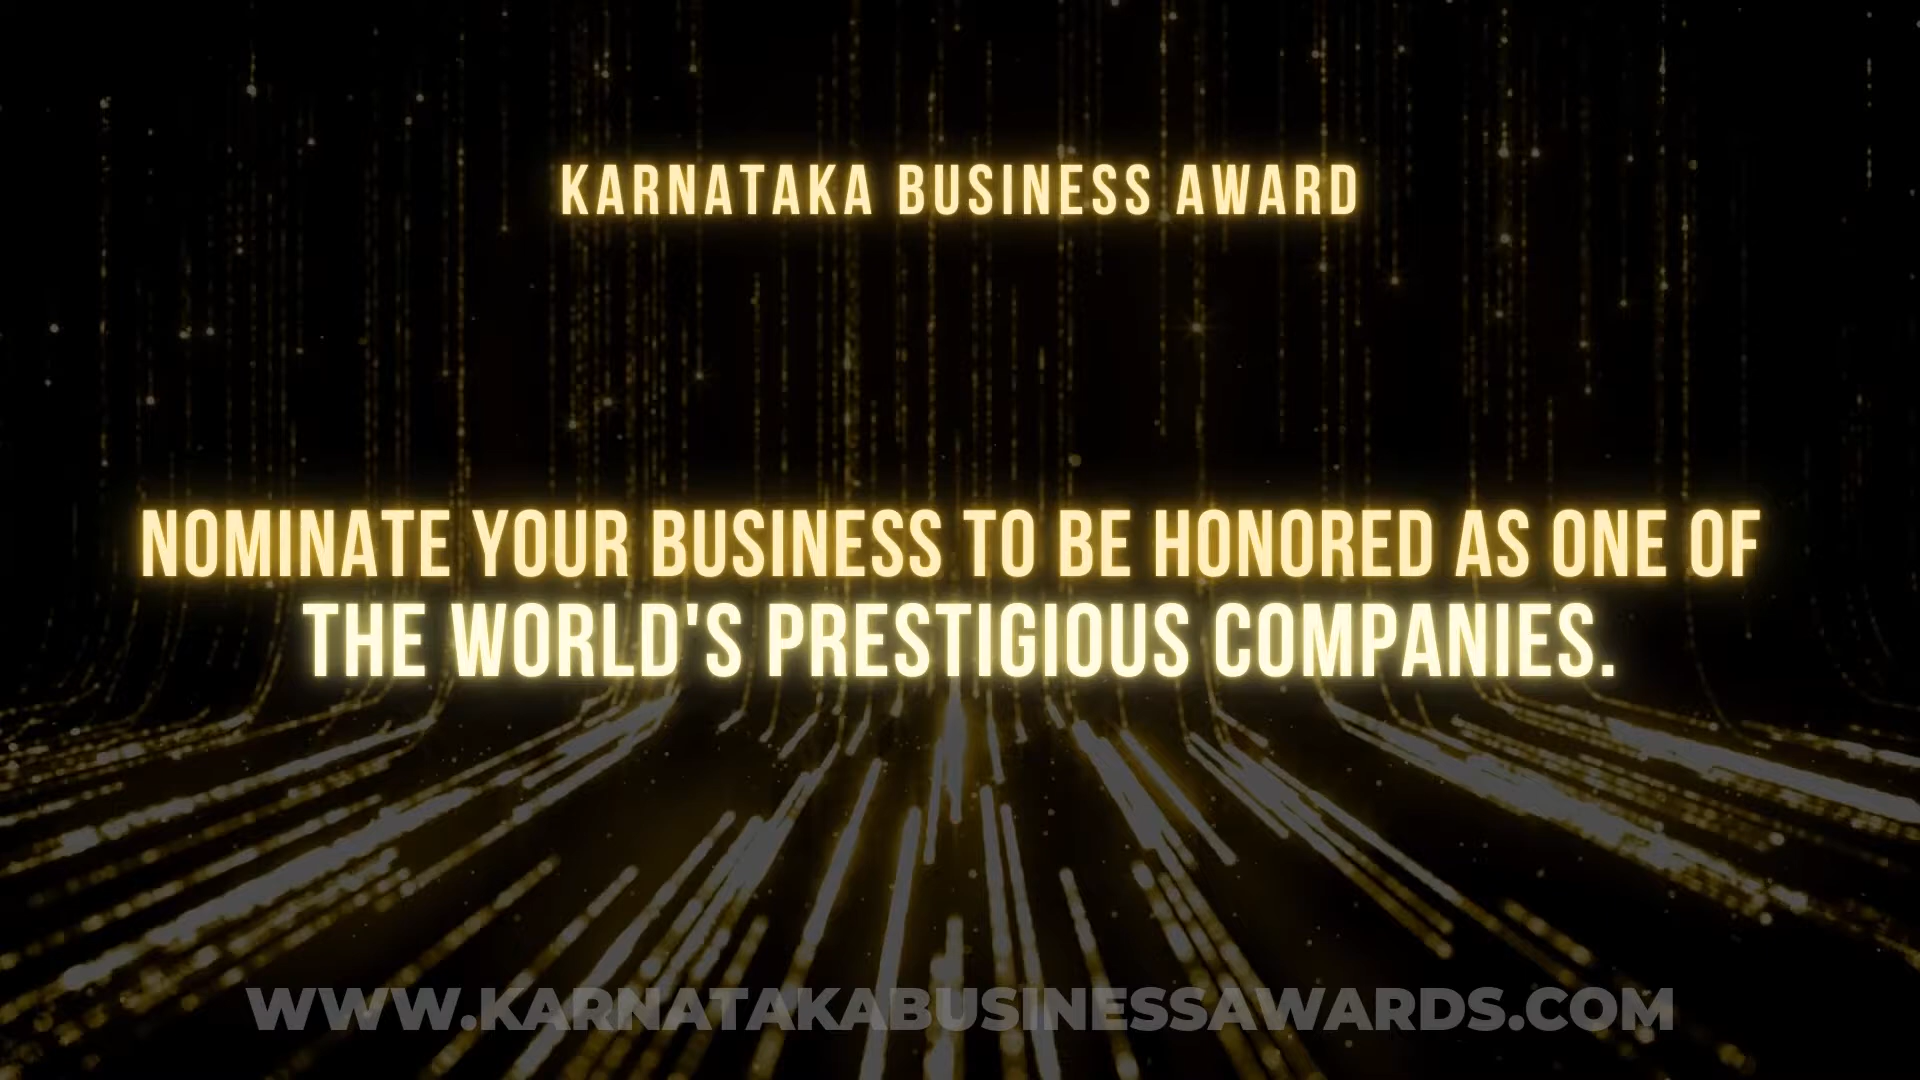 KARNATAKA BUSINESS AWARD
NOMINATE YOUR BUSINESS TO BE HONORED AS ONE OF
THE WORLD'S PRESTIGIOUS COMPANIES.
WWW.KARNATAKABUSINESSAWARDS.COM